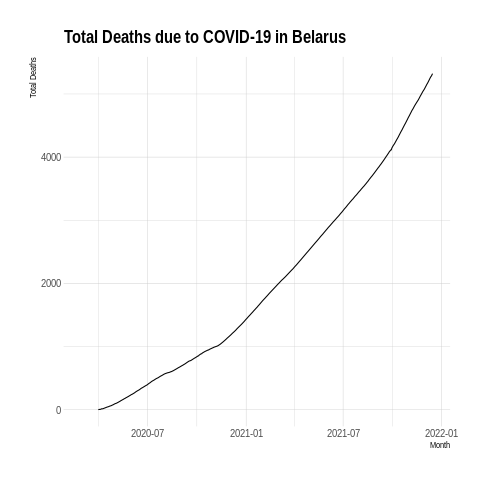 Total Deaths due to COVID-19 in Belarus
Total Deaths
4000
2000
0
2020-07
2021-01
2021-07
2022-01
Month